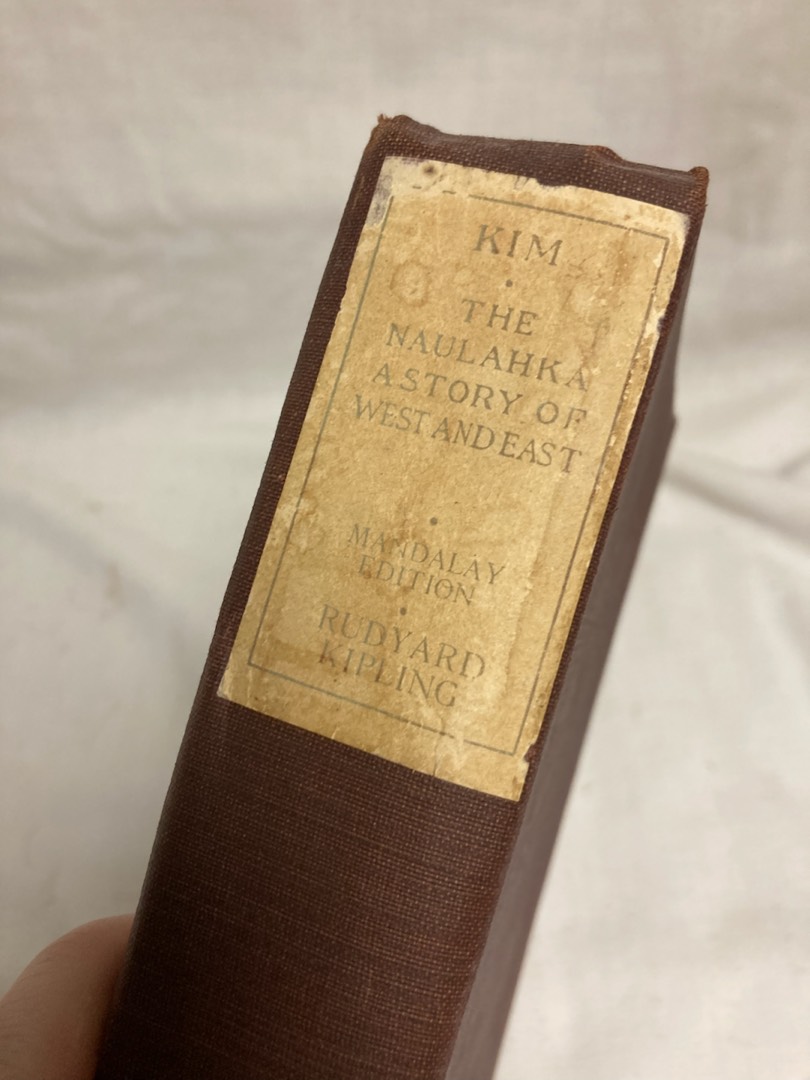 KIM
THE
NAULAHKA
A STORY OF
WEST AND EAST
MANDALAY
EDITION
RUDYARD
KIPLING